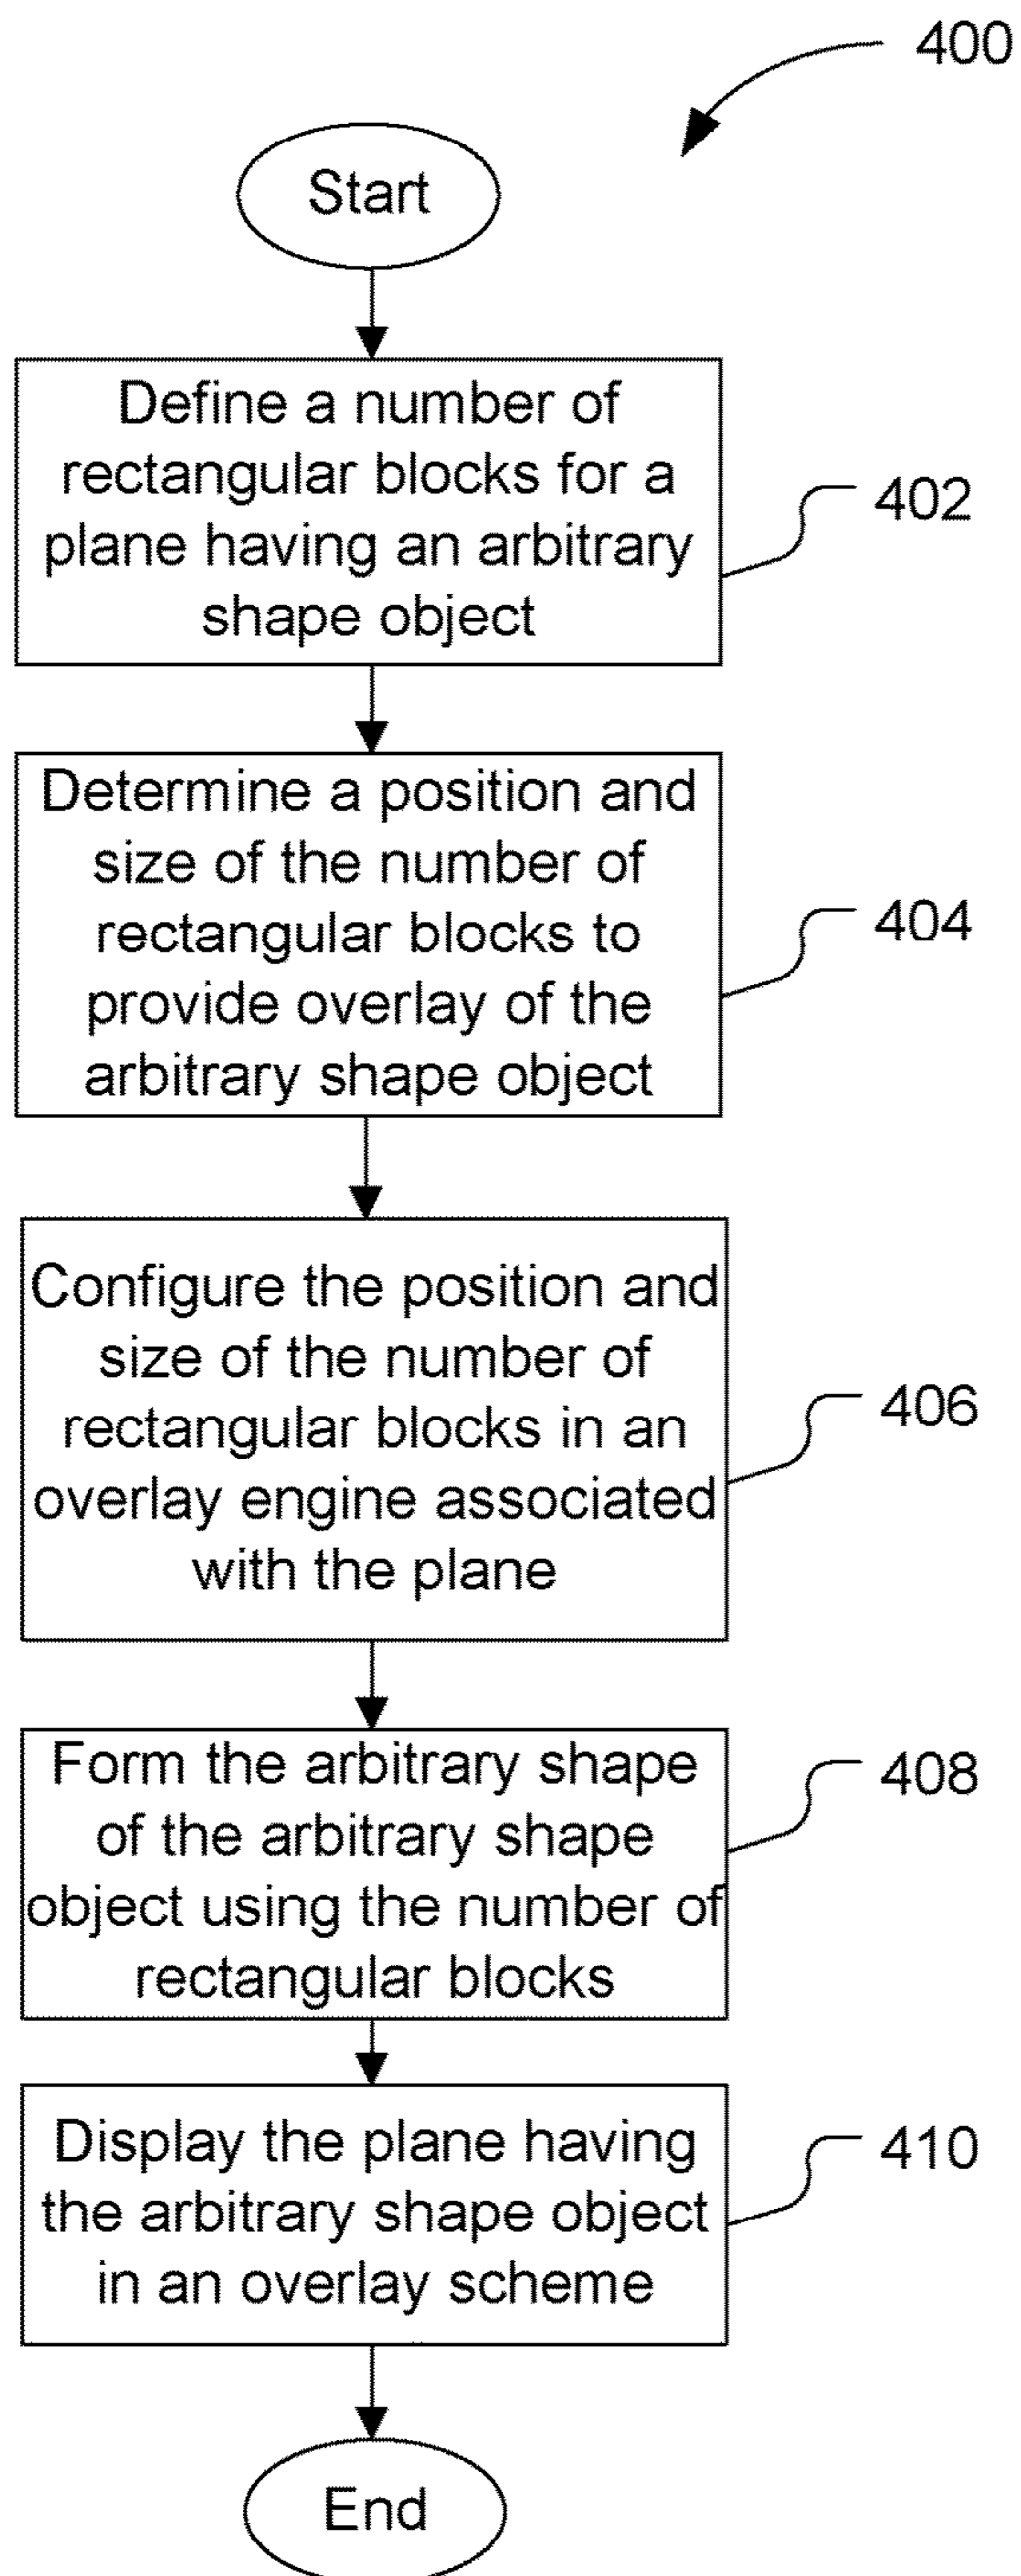 400
Start
Define a number of
rectangular blocks for a
plane having an arbitrary
shape object
402
Determine a position and
size of the number of
rectangular blocks to
provide overlay of the
arbitrary shape object
404
Configure the position and
size of the number of
rectangular blocks in an
overlay engine associated
with the plane
406
Form the arbitrary shape
of the arbitrary shape
object using the number of
rectangular blocks
408
Display the plane having
the arbitrary shape object
in an overlay scheme
410
End